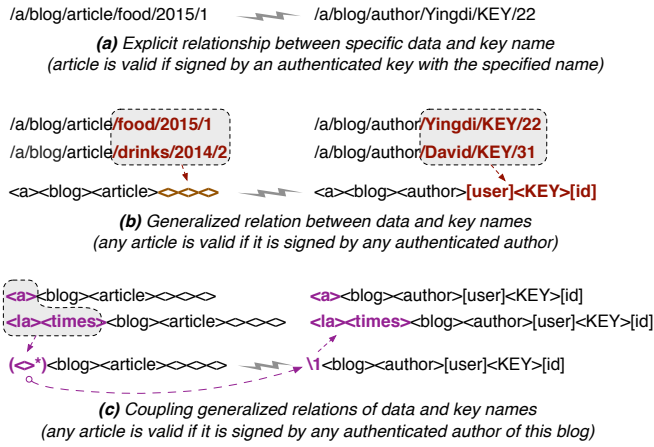 /a/blog/article/food/2015/1 /a/blog/author/Yingdi/KEY/22
(a) Explicit relationship between specific data and key name
(article is valid if signed by an authenticated key with the specified name)
/a/blog/article/food/2015/1 /a/blog/author/Yingdi/KEY/22
/a/blog/article/drinks/2014/2 /a/blog/author/David/KEY/31
<a><blog><article><><><> <a><blog><author>[user]<KEY>[id]
(b) Generalized relation between data and key names
(any article is valid if it is signed by any authenticated author)
<a><blog><article><><><> <a><blog><author>[user]<KEY>[id]
<la><times><blog><article><><><> <la><times><blog><author>[user]<KEY>[id]
(<>*)<blog><article><><><> \1<blog><author>[user]<KEY>[id]
(c) Coupling generalized relations of data and key names
(any article is valid if it is signed by any authenticated author of this blog)